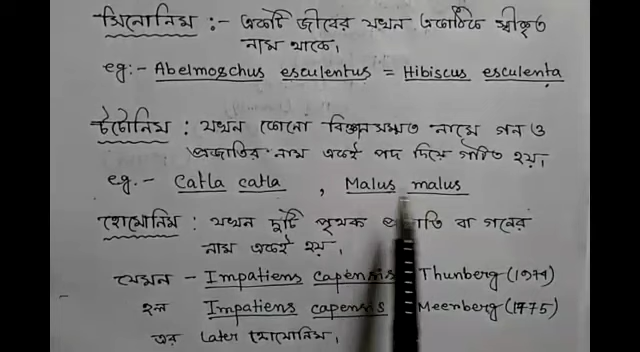 সিনোনিম :- একটি জীবের যখন একাধিক স্বীকৃত
নাম থাকে।
eg:- Abelmoschus esculentus = Hibiscus esculenta
টটোনিম : যখন কোনো বিজ্ঞানসম্মত নামে গন ও
প্রজাতির নাম একই পদ দিয়ে গঠিত হয়।
eg.- Catla catla , Malus malus
হোমোনিম : যখন দুটি পৃথক বা গনের
নাম একই হয়।
যেমন - Impatiens capensis Thunberg
হল Impatiens capensis Meenberg (1775)
এর Later হোমোনিম।